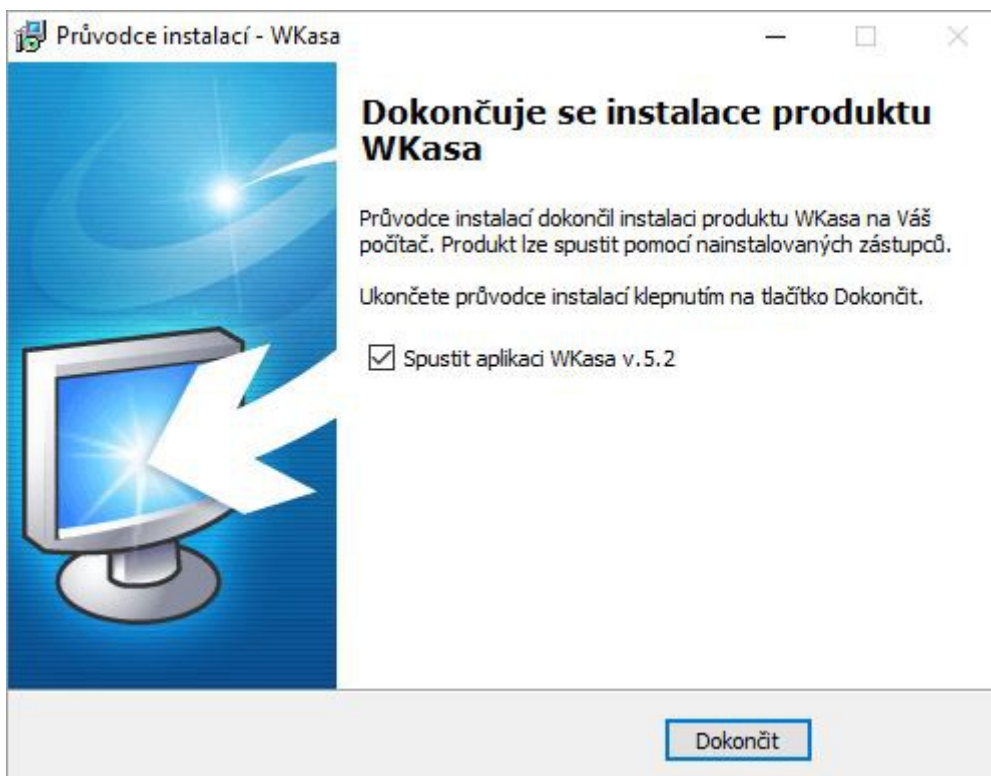 Průvodce instalací - WKasa
Dokončuje se instalace produktu
WKasa
Průvodce instalací dokončil instalaci produktu WKasa na Váš
počítač. Produkt lze spustit pomocí nainstalovaných zástupců.
Ukončete průvodce instalací klepnutím na tlačítko Dokončit.
Spustit aplikaci WKasa v.5.2
Dokončit